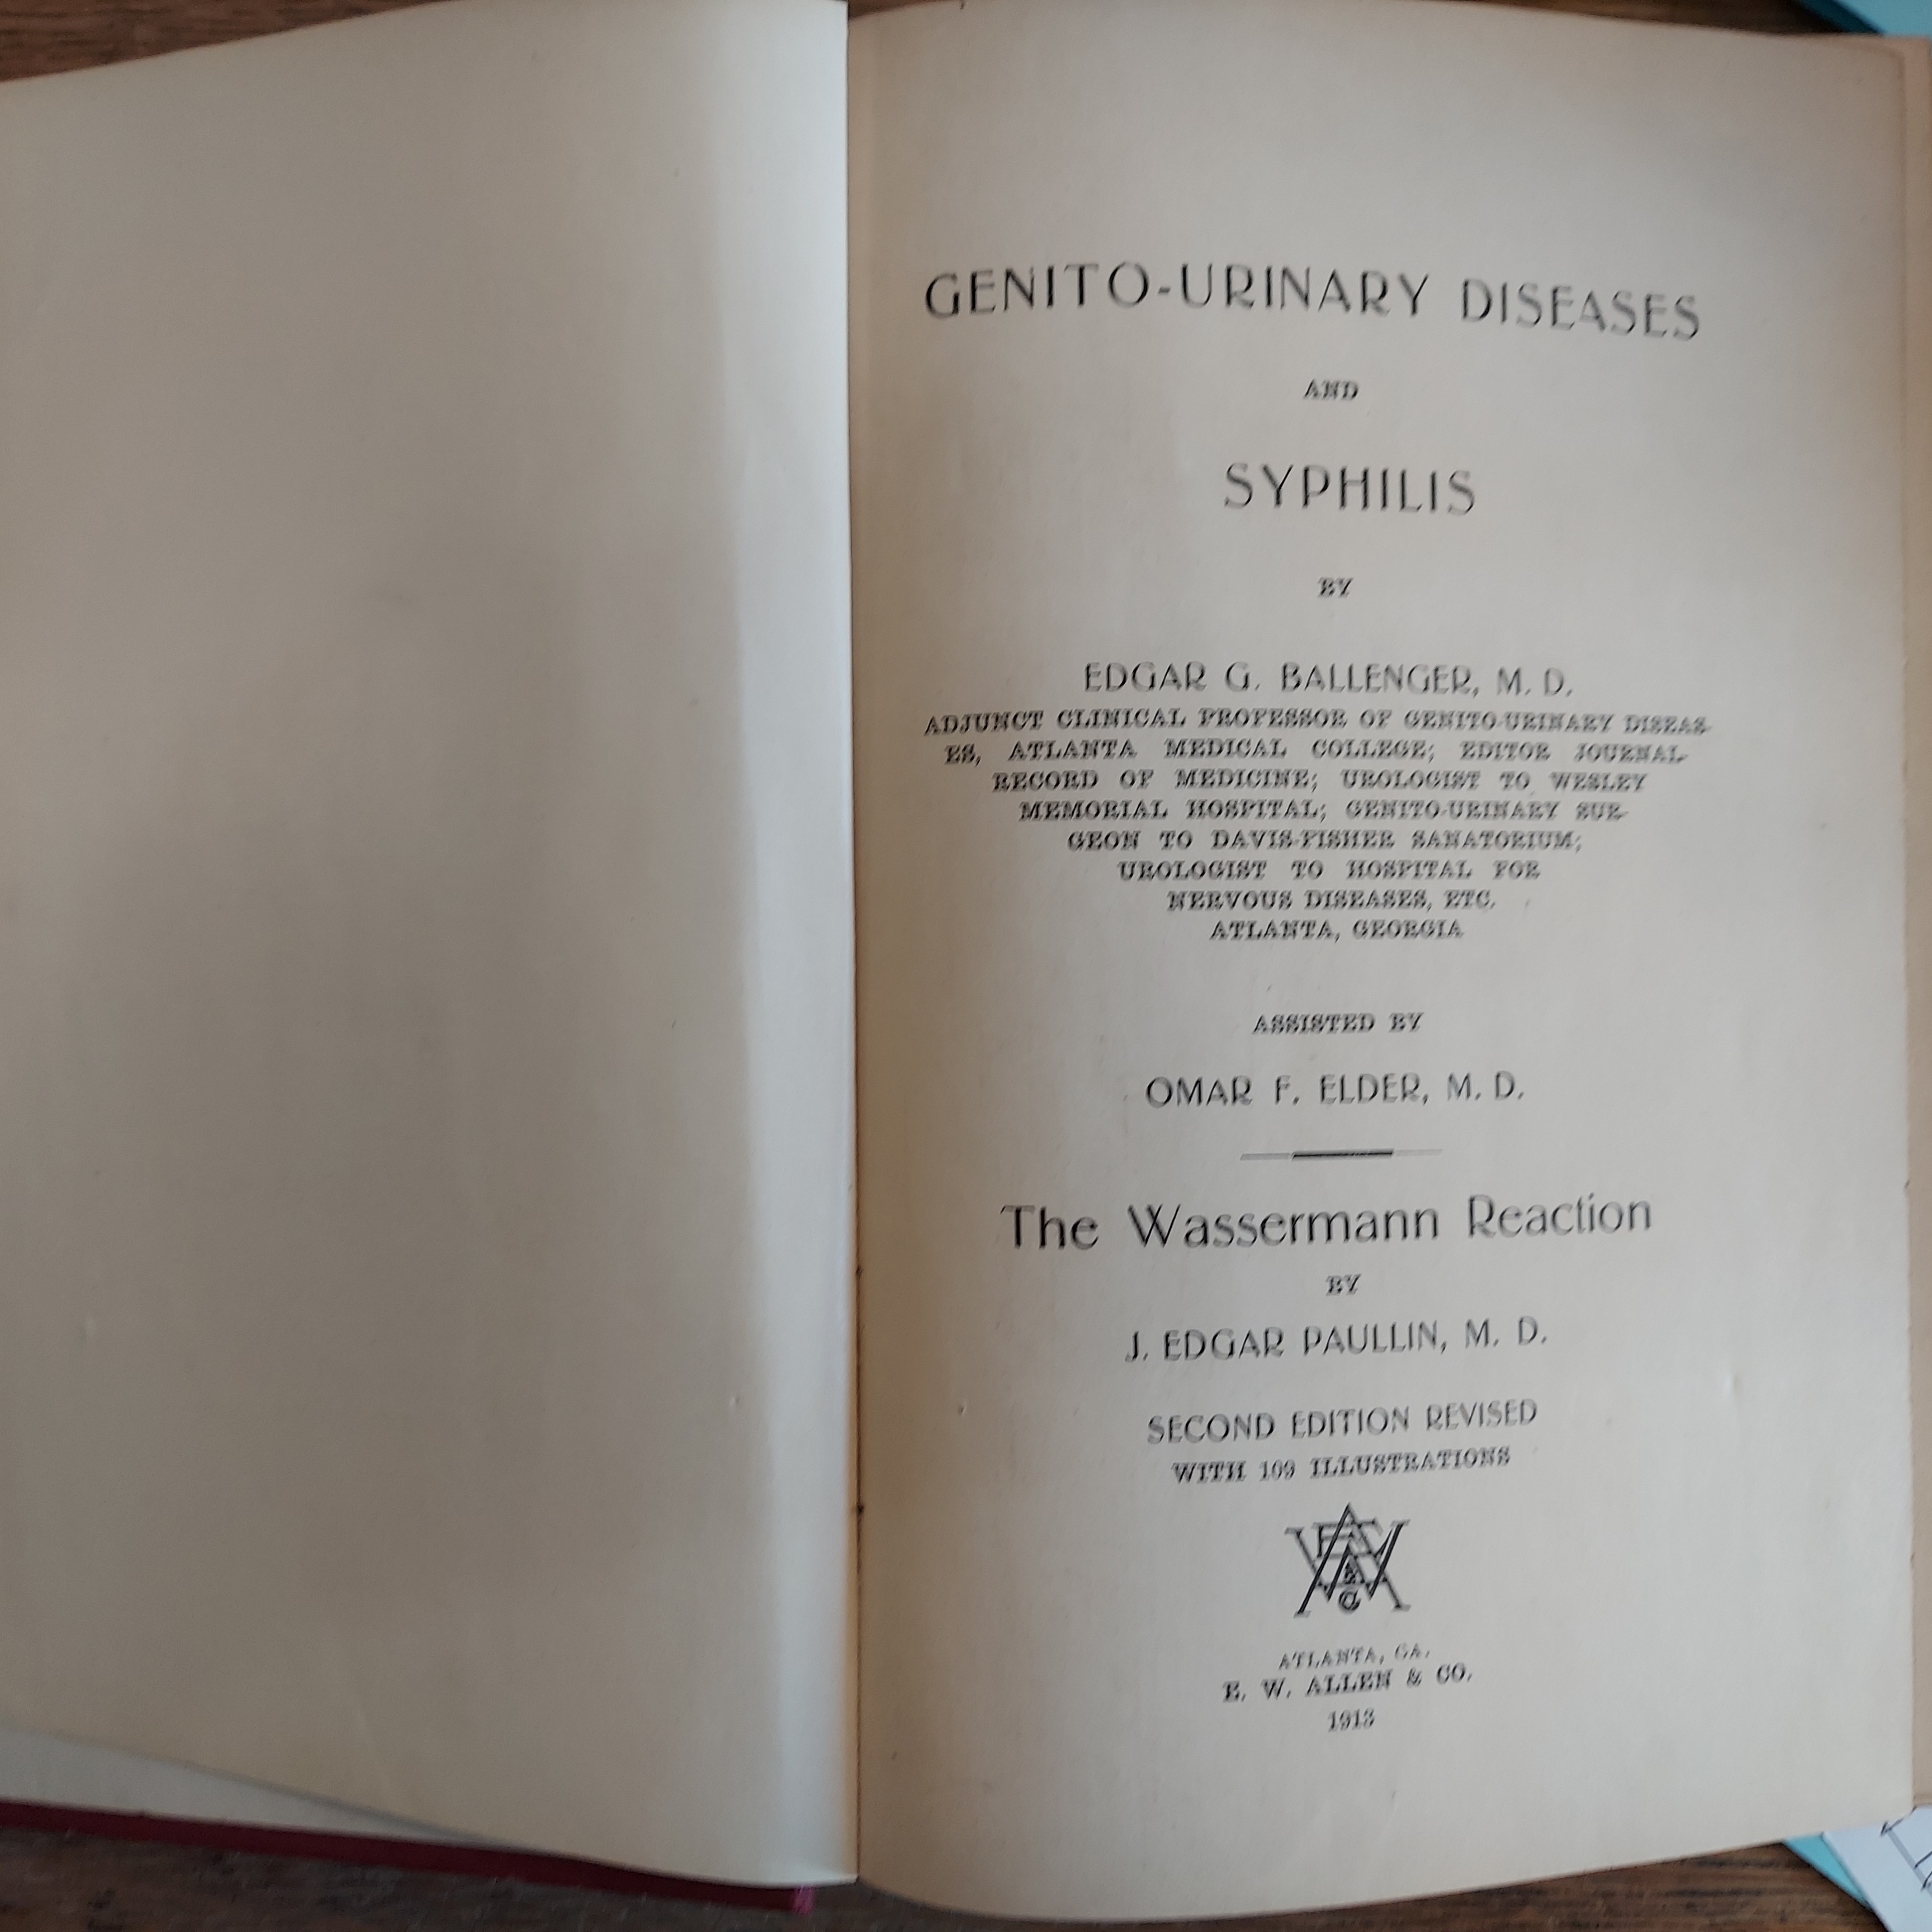 GENITO-URINARY DISEASES
AND
SYPHILIS
BY
EDGAR G. BALLENGER, M. D.
ADJUNCT CLINICAL PROFESSOR OF GENITO-URINARY DISEAS-
ES, ATLANTA MEDICAL COLLEGE; EDITOR JOURNAL-
RECORD OF MEDICINE; UROLOGIST TO WESLEY
MEMORIAL HOSPITAL; GENITO-URINARY SUR-
GEON TO DAVIS-FISHER SANATORIUM;
UROLOGIST TO HOSPITAL FOR
NERVOUS DISEASES, ETC.
ATLANTA, GEORGIA
ASSISTED BY
OMAR F. ELDER, M. D.
The Wassermann Reaction
BY
J. EDGAR PAULLIN, M. D.
SECOND EDITION REVISED
WITH 109 ILLUSTRATIONS
ATLANTA, GA.
E. W. ALLEN & CO.
1913